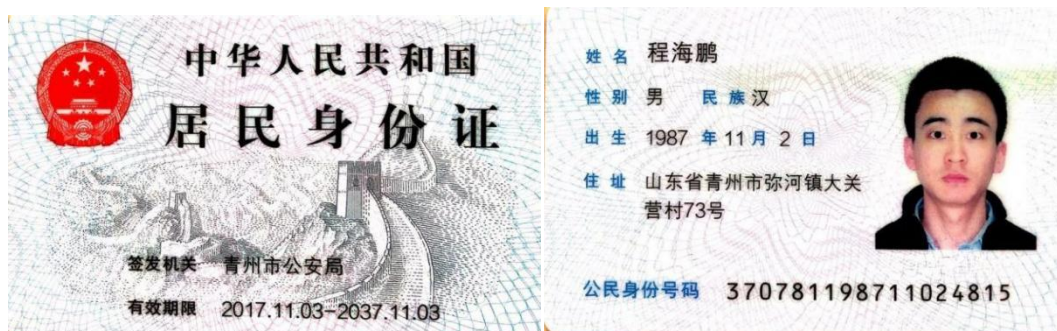 中华人民共和国
居民身份证
签发机关 青州市公安局
有效期限 2017.11.03-2037.11.03
姓名 程海鹏
性别 男 民族 汉
出生 1987 年 11 月 2 日
住址 山东省青州市弥河镇大关
营村73号
公民身份号码 370781198711024815